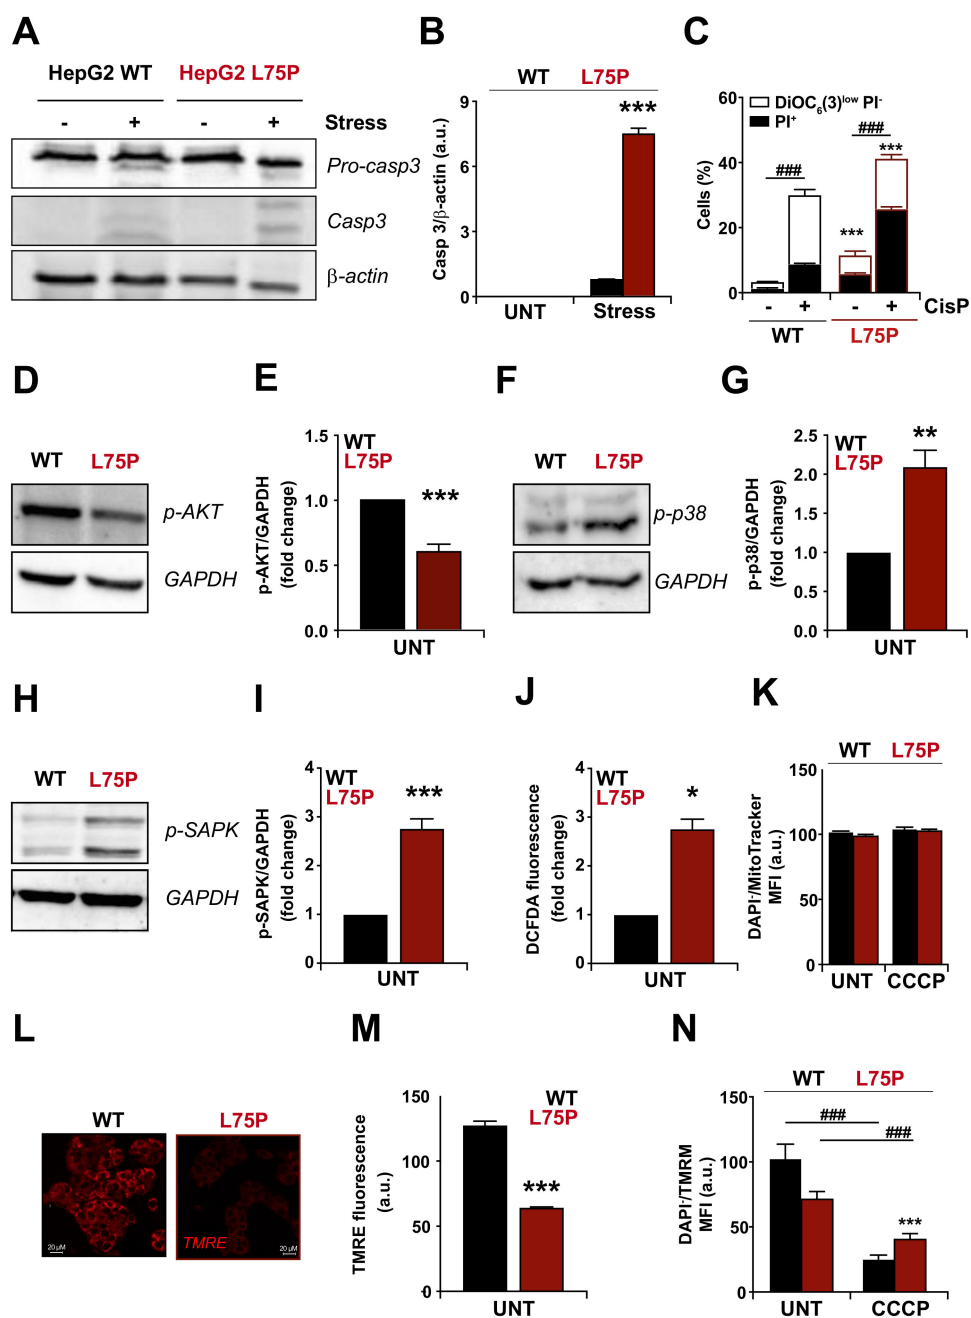 A
HepG2 WT HepG2 L75P
- + - + Stress
Pro-casp3
Casp3
β-actin
B
WT L75P
Casp 3/β-actin (a.u.)
9
6
3
0
***
UNT Stress
C
DiOC6(3)low PI-
PI+
Cells (%)
60
40
20
0
###
###
***
***
- + - + CisP
WT L75P
D
WT L75P
p-AKT
GAPDH
E
p-AKT/GAPDH
(fold change)
1.5
1.0
0.5
0.0
WT
L75P
***
UNT
F
WT L75P
p-p38
GAPDH
G
p-p38/GAPDH
(fold change)
2.5
2.0
1.5
1.0
0.5
0.0
WT
L75P
**
UNT
H
WT L75P
p-SAPK
GAPDH
I
p-SAPK/GAPDH
(fold change)
4
3
2
1
0
WT
L75P
***
UNT
J
DCFDA fluorescence
(fold change)
4
3
2
1
0
WT
L75P
*
UNT
K
WT L75P
DAPI-/MitoTracker
MFI (a.u.)
150
100
50
0
UNT CCCP
L
WT L75P
20 µM
TMRE
20 µM
M
TMRE fluorescence
(a.u.)
150
100
50
0
WT
L75P
***
UNT
N
WT L75P
DAPI-/TMRM
MFI (a.u.)
150
100
50
0
###
###
***
UNT CCCP